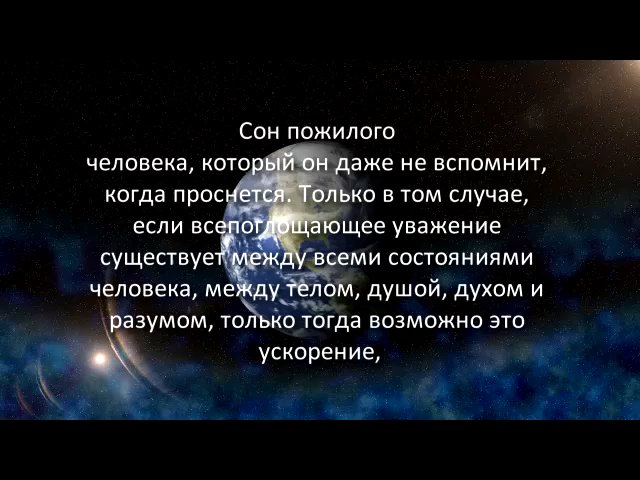 Сон пожилого
человека, который он даже не вспомнит,
когда проснется. Только в том случае,
если всепоглощающее уважение
существует между всеми состояниями
человека, между телом, душой, духом и
разумом, только тогда возможно это
ускорение,